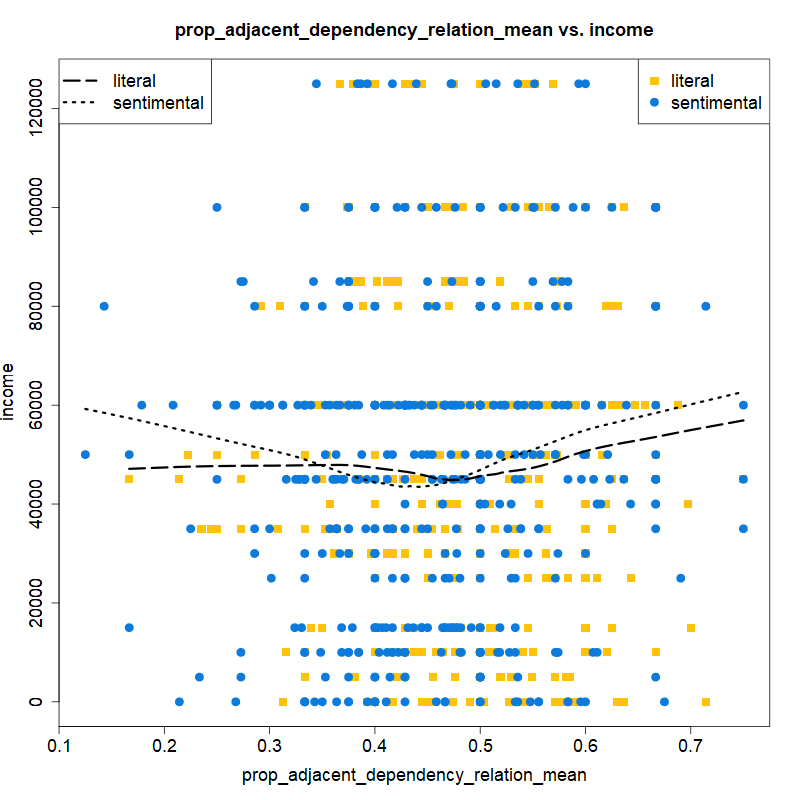 prop_adjacent_dependency_relation_mean vs. income
literal
sentimental
literal
sentimental
120000
100000
80000
60000
40000
20000
0
income
0.1 0.2 0.3 0.4 0.5 0.6 0.7
prop_adjacent_dependency_relation_mean